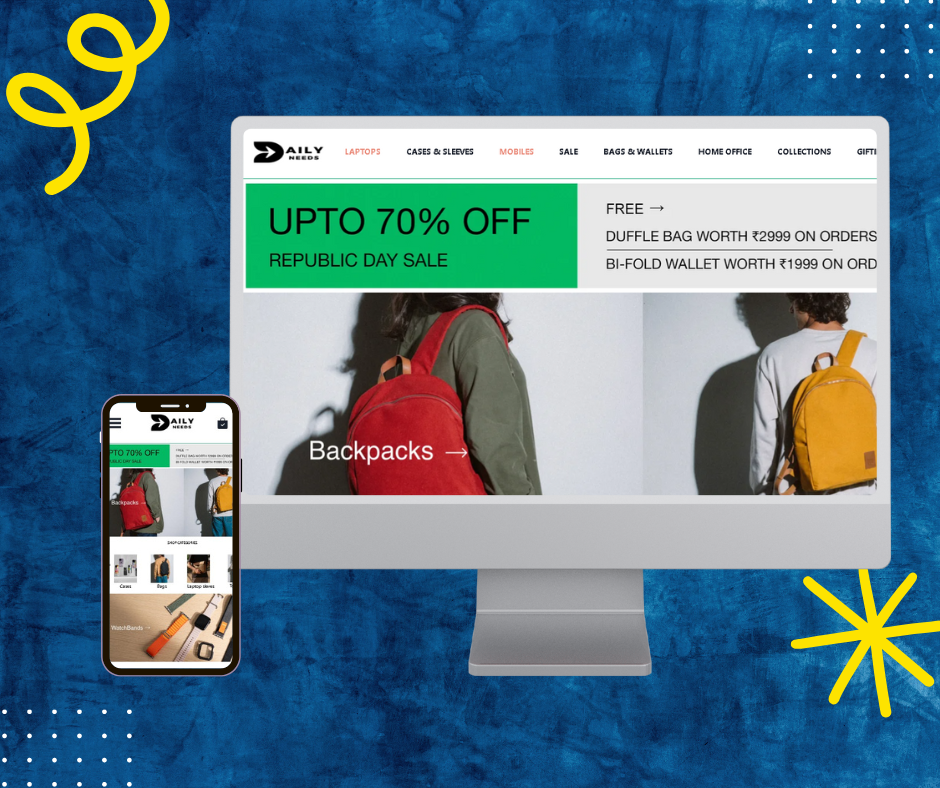 DAILY
NEEDS
LAPTOPS CASES & SLEEVES MOBILES SALE BAGS & WALLETS HOME OFFICE COLLECTIONS GIFTI
UPTO 70% OFF
REPUBLIC DAY SALE
FREE →
DUFFLE BAG WORTH ₹2999 ON ORDERS
BI-FOLD WALLET WORTH ₹1999 ON ORD
Backpacks →
DAILY
NEEDS
PTO 70% OFF
UBLIC DAY SALE
FREE →
DUFFLE BAG WORTH ₹2999 ON ORDERS
BI-FOLD WALLET WORTH ₹1999 ON ORD
Backpacks →
SHOP CATEGORIES
Cases Bags Laptop sleeves
WatchBands →